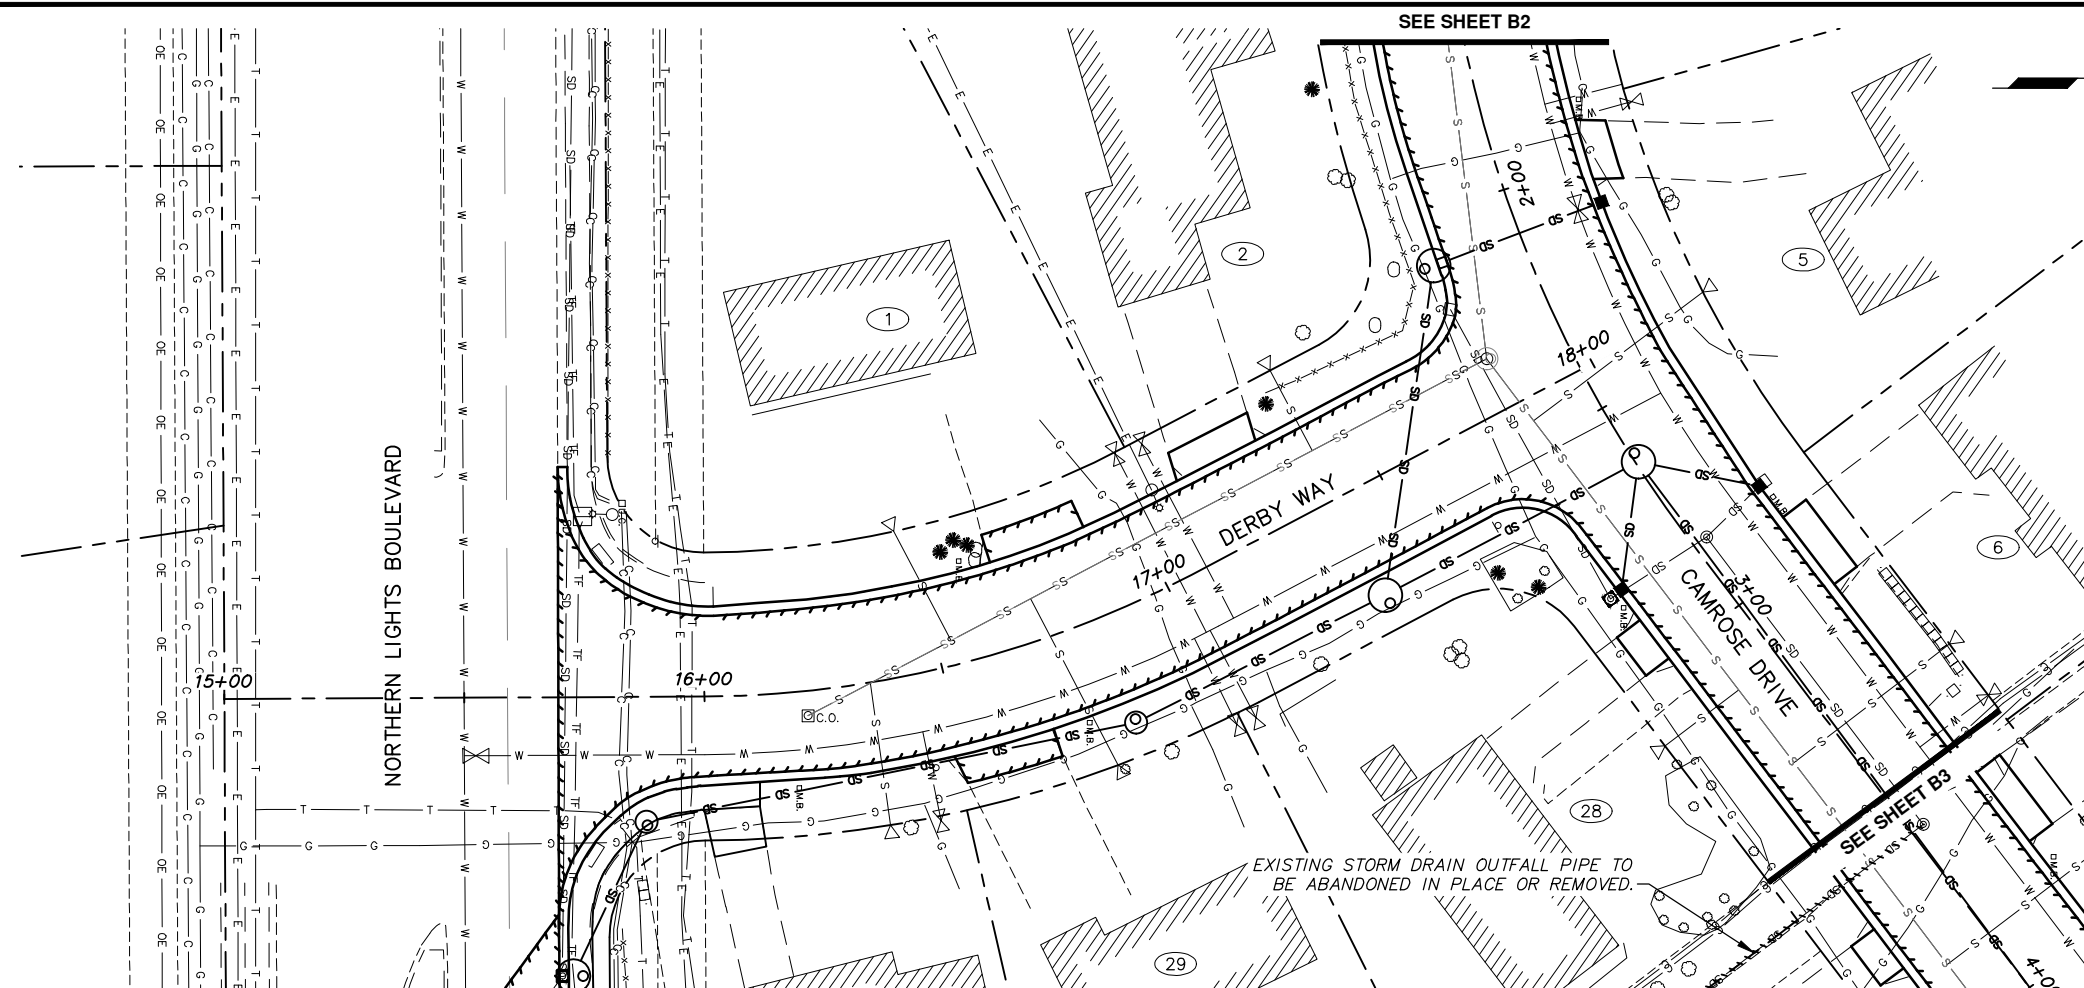 SEE SHEET B2
2+00
5
2
1
18+00
NORTHERN LIGHTS BOULEVARD
DERBY WAY
17+00
6
CAMROSE DRIVE
3+00
15+00
16+00
C.O.
M.B.
M.B.
M.B.
M.B.
M.B.
M.B.
SEE SHEET B3
28
EXISTING STORM DRAIN OUTFALL PIPE TO
BE ABANDONED IN PLACE OR REMOVED.
29